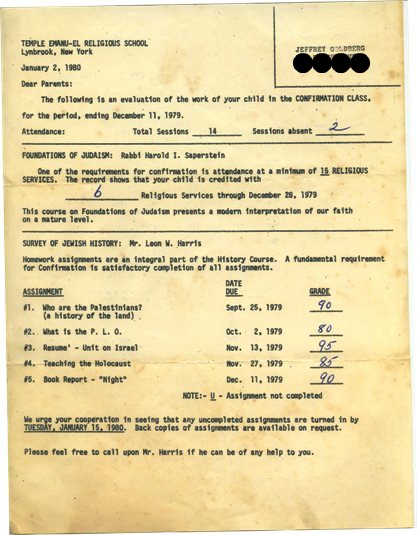 TEMPLE EMANU-EL RELIGIOUS SCHOOL
Lynbrook, New York
JEFFREY GOLDBERG
January 2, 1980
Dear Parents:
The following is an evaluation of the work of your child in the CONFIRMATION CLASS,
for the period, ending December 11, 1979.
Attendance: Total Sessions 14 Sessions absent 2
FOUNDATIONS OF JUDAISM: Rabbi Harold I. Saperstein
One of the requirements for confirmation is attendance at a minimum of 15 RELIGIOUS
SERVICES. The record shows that your child is credited with
6 Religious Services through December 28, 1979
This course on Foundations of Judaism presents a modern interpretation of our faith
on a mature level.
SURVEY OF JEWISH HISTORY: Mr. Leon W. Harris
Homework assignments are an integral part of the History Course. A fundamental requirement
for Confirmation is satisfactory completion of all assignments.
ASSIGNMENT DATE DUE GRADE
#1. Who are the Palestinians? Sept. 25, 1979 90
(a history of the land)
#2. What is the P. L. O. Oct. 2, 1979 80
#3. Resume' - Unit on Israel Nov. 13, 1979 95
#4. Teaching the Holocaust Nov. 27, 1979 85
#5. Book Report - "Night" Dec. 11, 1979 90
NOTE:- U - Assignment not completed
We urge your cooperation in seeing that any uncompleted assignments are turned in by
TUESDAY, JANUARY 15, 1980. Back copies of assignments are available on request.
Please feel free to call upon Mr. Harris if he can be of any help to you.